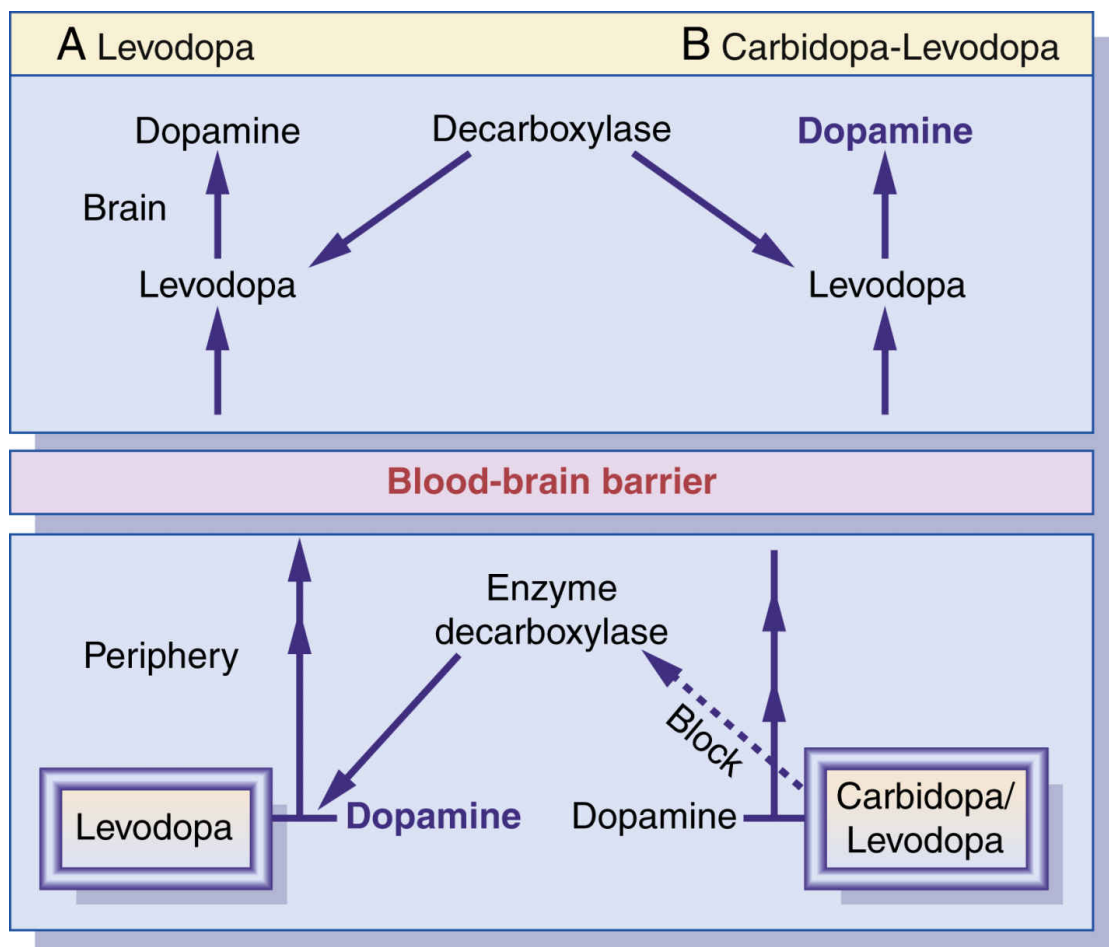 A Levodopa
B Carbidopa-Levodopa
Dopamine
Decarboxylase
Dopamine
Brain
Levodopa
Levodopa
Blood-brain barrier
Periphery
Enzyme
decarboxylase
Block
Levodopa
Dopamine
Dopamine
Carbidopa/
Levodopa